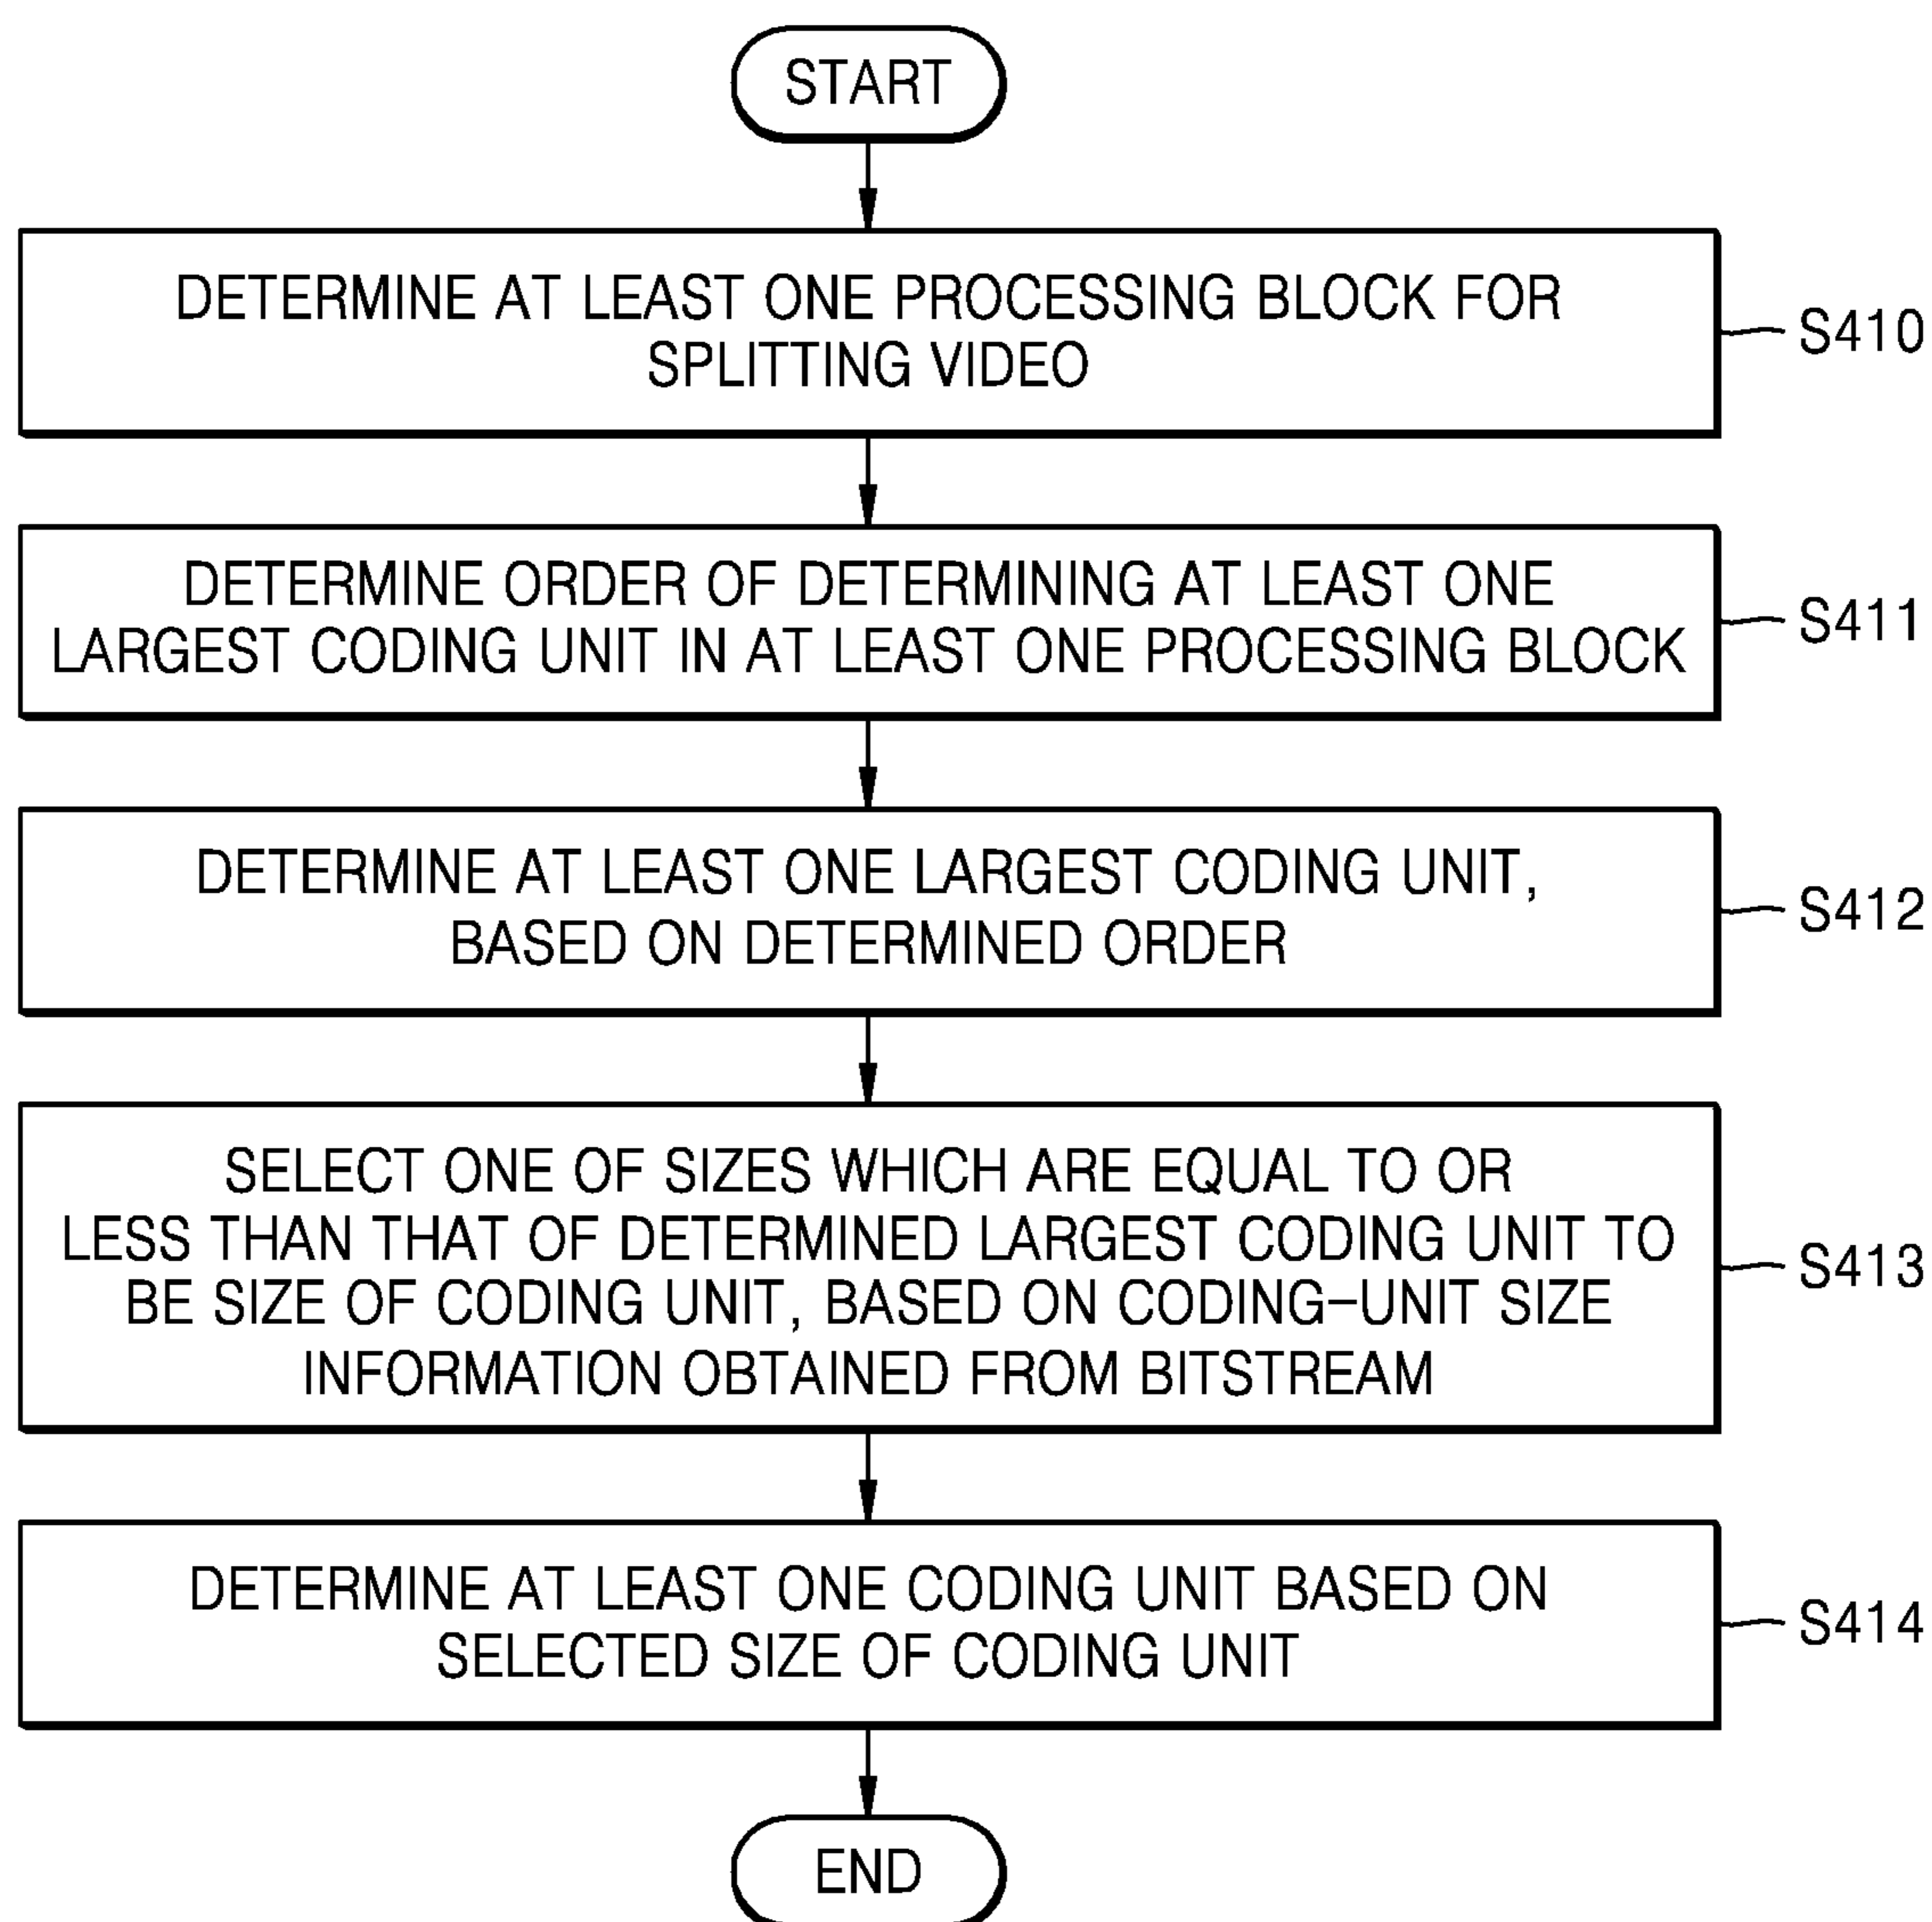 START
DETERMINE AT LEAST ONE PROCESSING BLOCK FOR
SPLITTING VIDEO
S410
DETERMINE ORDER OF DETERMINING AT LEAST ONE
LARGEST CODING UNIT IN AT LEAST ONE PROCESSING BLOCK
S411
DETERMINE AT LEAST ONE LARGEST CODING UNIT,
BASED ON DETERMINED ORDER
S412
SELECT ONE OF SIZES WHICH ARE EQUAL TO OR
LESS THAN THAT OF DETERMINED LARGEST CODING UNIT TO
BE SIZE OF CODING UNIT, BASED ON CODING-UNIT SIZE
INFORMATION OBTAINED FROM BITSTREAM
S413
DETERMINE AT LEAST ONE CODING UNIT BASED ON
SELECTED SIZE OF CODING UNIT
S414
END